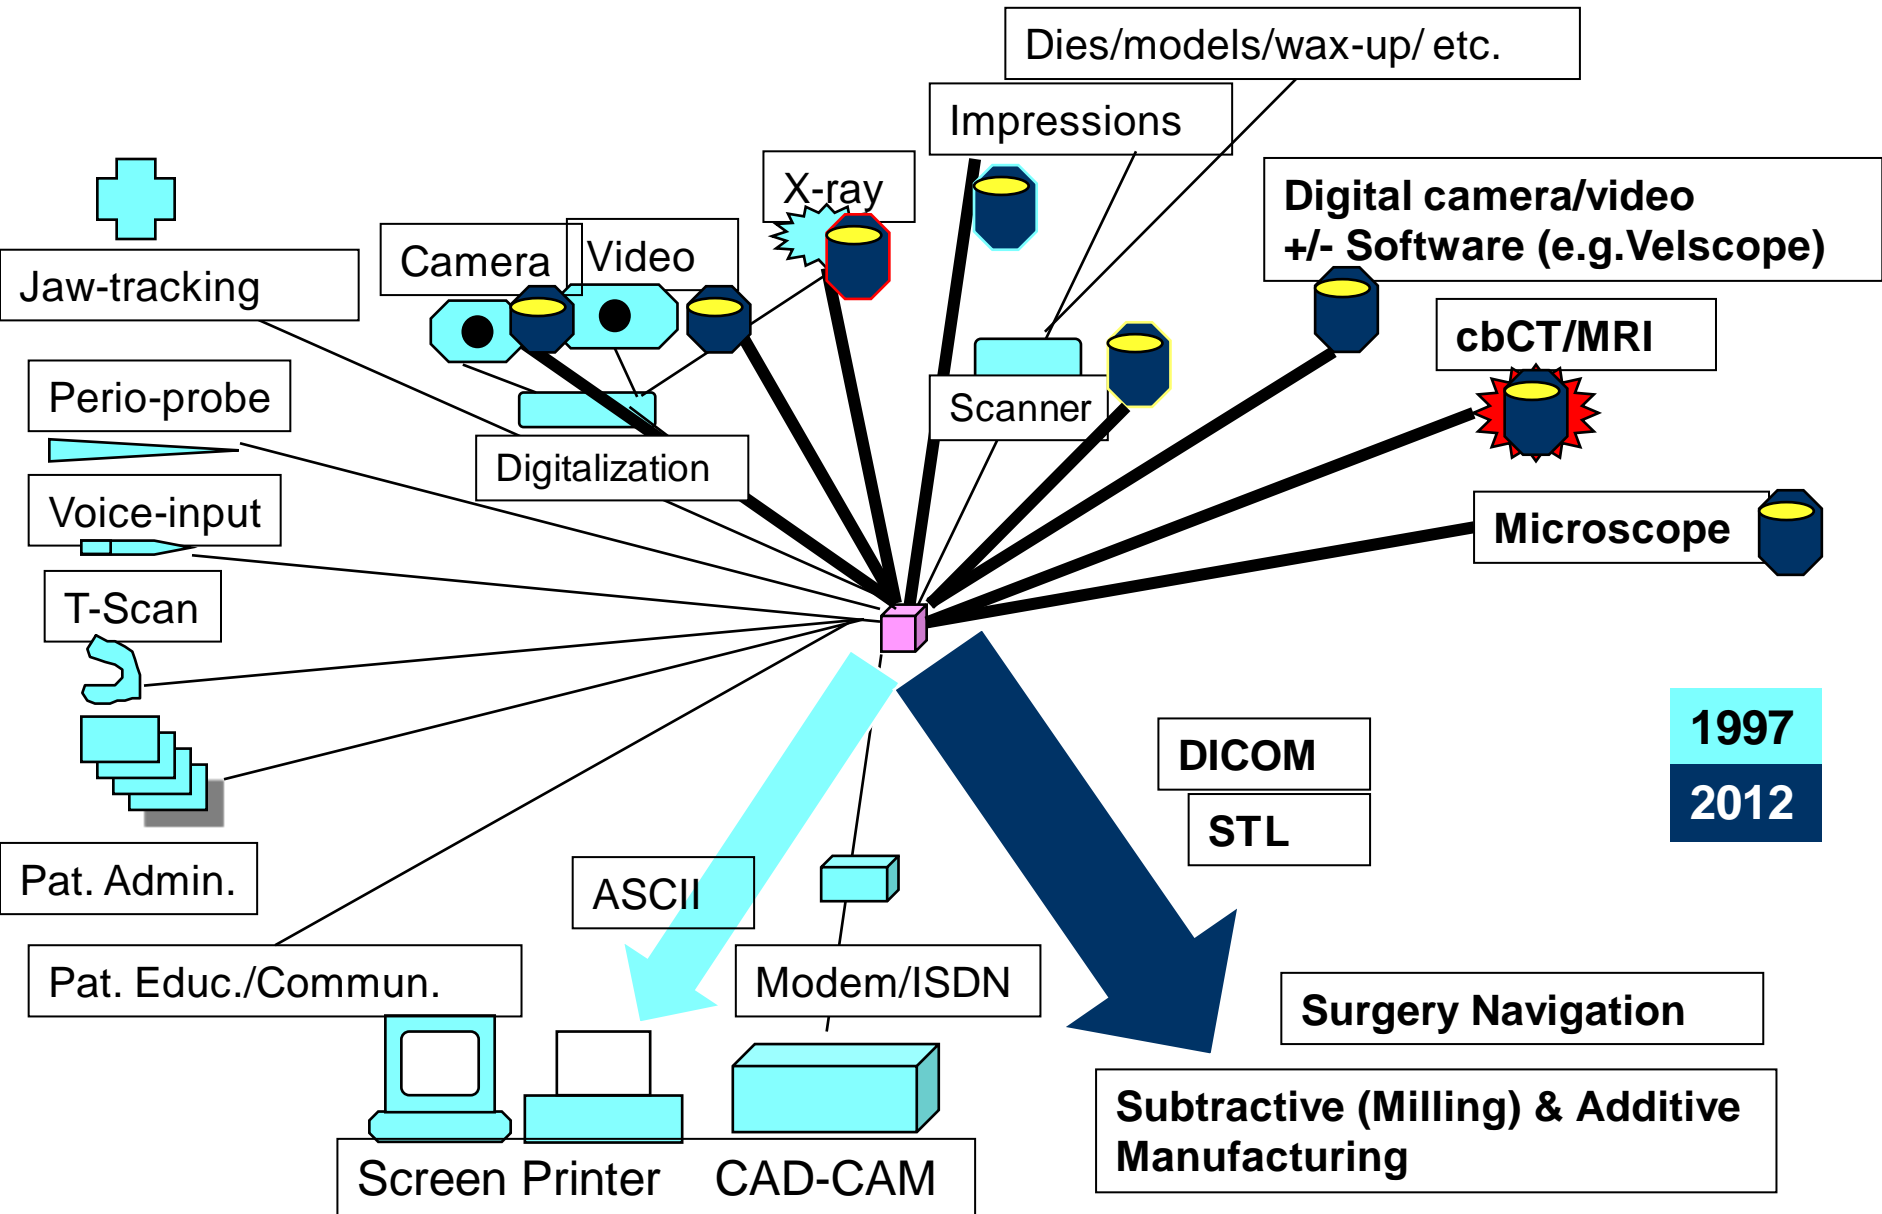 Dies/models/wax-up/ etc.
Impressions
X-ray
Digital camera/video
+/- Software (e.g.Velscope)
Camera
Video
Jaw-tracking
cbCT/MRI
Perio-probe
Scanner
Digitalization
Voice-input
Microscope
T-Scan
1997
DICOM
2012
STL
Pat. Admin.
ASCII
Pat. Educ./Commun.
Modem/ISDN
Surgery Navigation
Subtractive (Milling) & Additive
Manufacturing
Screen Printer CAD-CAM